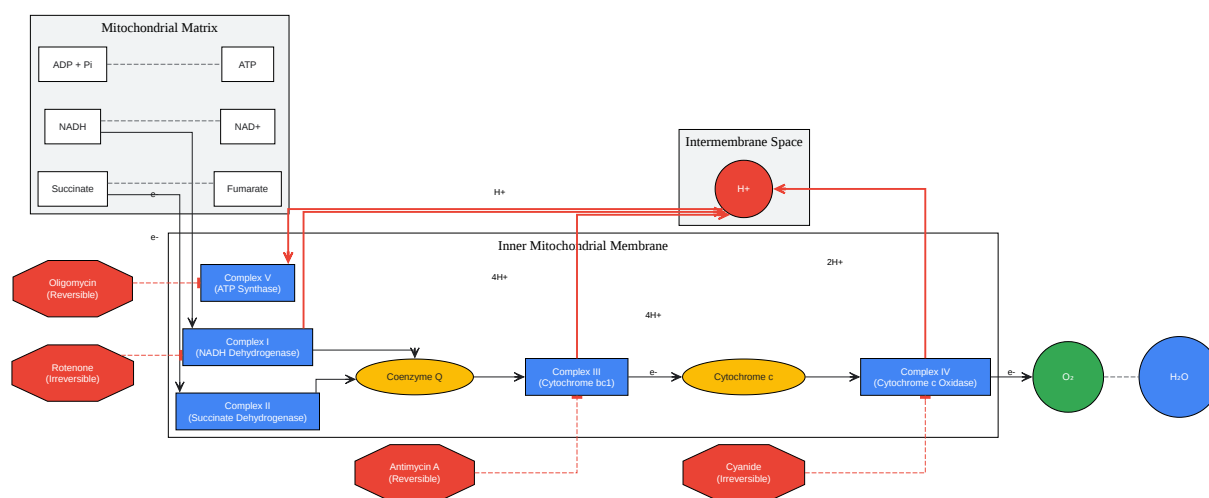 Mitochondrial Matrix
ADP + Pi
ATP
NADH
NAD+
Succinate
Fumarate
e-
e-
H+
Intermembrane Space
H+
Inner Mitochondrial Membrane
Oligomycin
(Reversible)
Complex V
(ATP Synthase)
4H+
2H+
4H+
Rotenone
(Irreversible)
Complex I
(NADH Dehydrogenase)
Complex II
(Succinate Dehydrogenase)
Coenzyme Q
Complex III
(Cytochrome bc1)
e-
Cytochrome c
Complex IV
(Cytochrome c Oxidase)
e-
O₂
H₂O
Antimycin A
(Reversible)
Cyanide
(Irreversible)